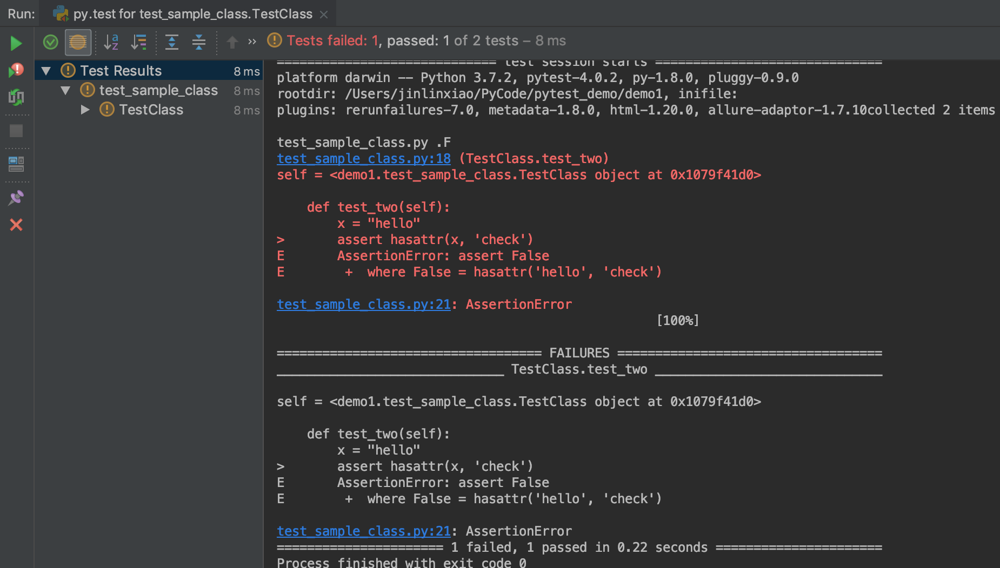 Run: py.test for test_sample_class.TestClass
Tests failed: 1, passed: 1 of 2 tests – 8 ms
Test Results 8 ms
test_sample_class 8 ms
TestClass 8 ms
============================= test session starts ==============================
platform darwin -- Python 3.7.2, pytest-4.0.2, py-1.8.0, pluggy-0.9.0
rootdir: /Users/jinlinxiao/PyCode/pytest_demo/demo1, inifile:
plugins: rerunfailures-7.0, metadata-1.8.0, html-1.20.0, allure-adaptor-1.7.10collected 2 items
test_sample_class.py .F
test_sample_class.py:18 (TestClass.test_two)
self = <demo1.test_sample_class.TestClass object at 0x1079f41d0>
def test_two(self):
x = "hello"
> assert hasattr(x, 'check')
E AssertionError: assert False
E + where False = hasattr('hello', 'check')
test_sample_class.py:21: AssertionError
[100%]
=================================== FAILURES ===================================
______________________________ TestClass.test_two ______________________________
self = <demo1.test_sample_class.TestClass object at 0x1079f41d0>
def test_two(self):
x = "hello"
> assert hasattr(x, 'check')
E AssertionError: assert False
E + where False = hasattr('hello', 'check')
test_sample_class.py:21: AssertionError
====================== 1 failed, 1 passed in 0.22 seconds ======================
Process finished with exit code 0